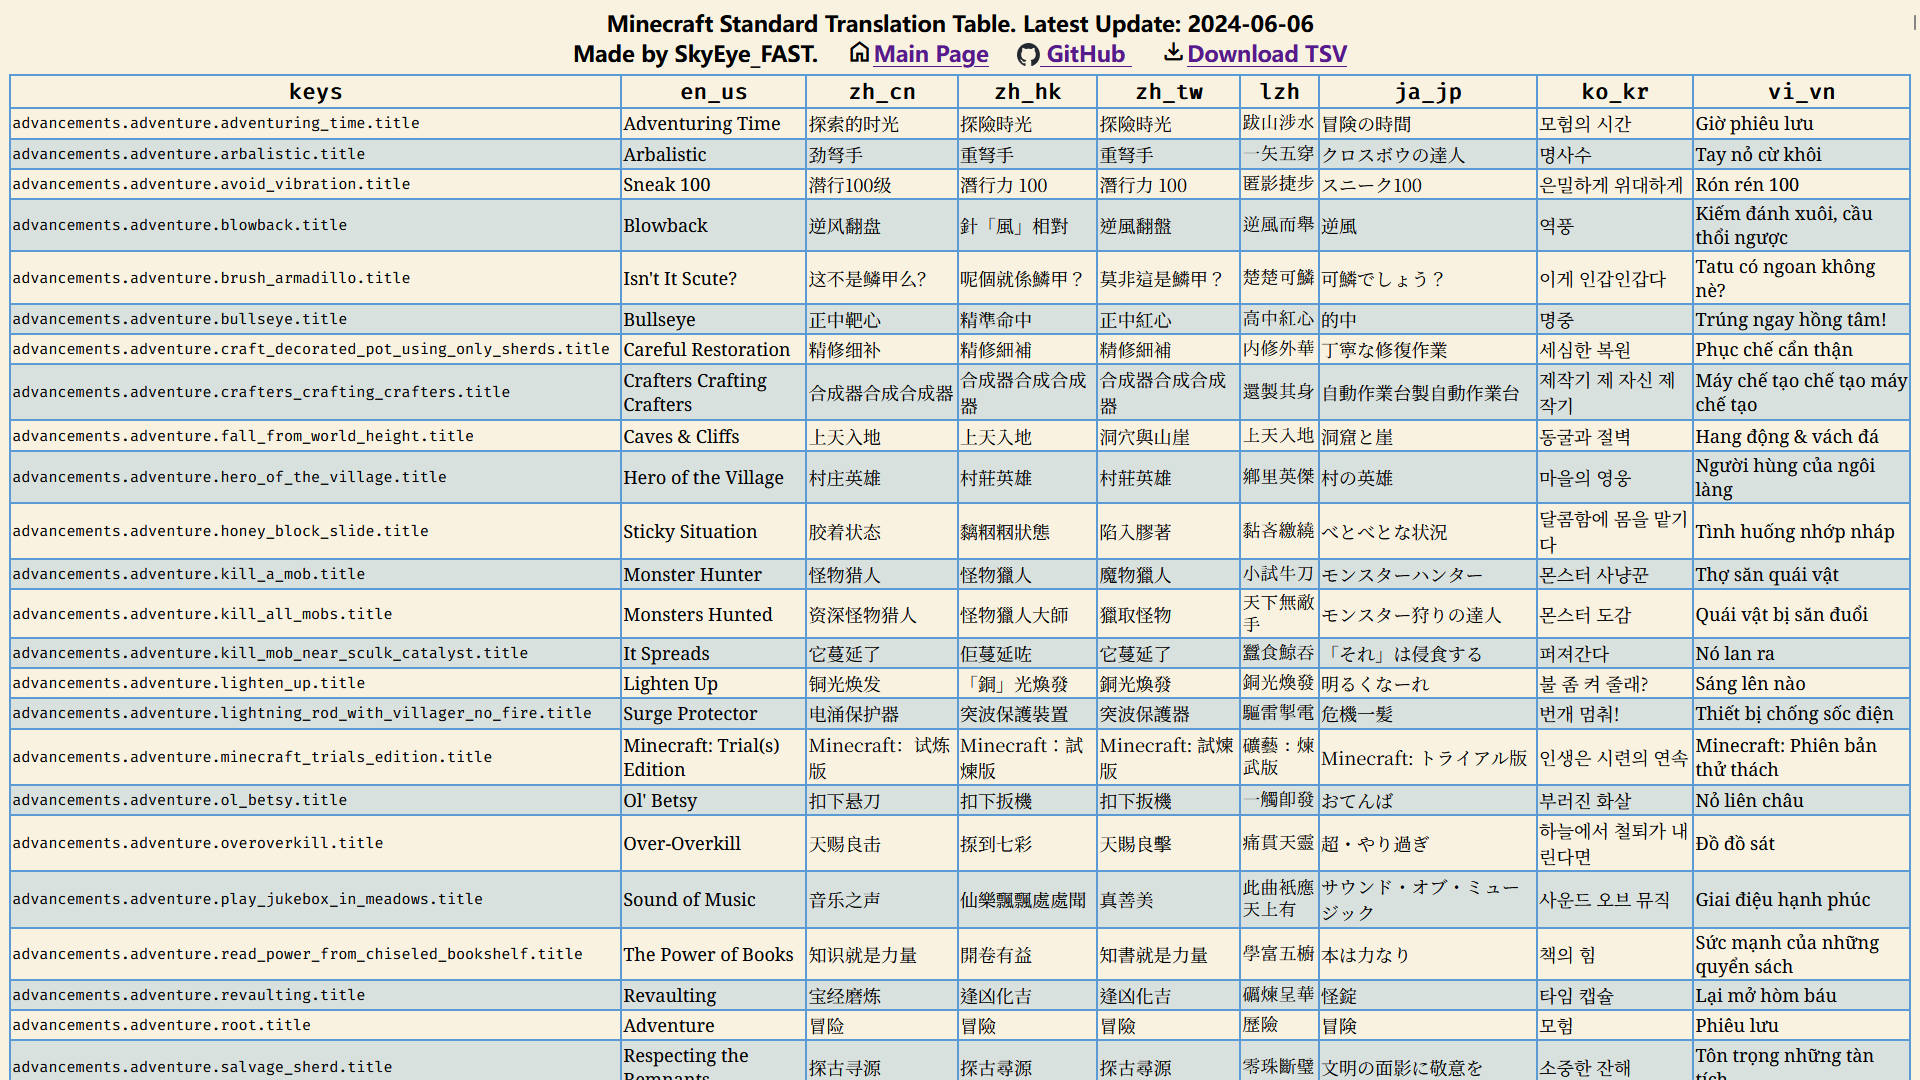 Minecraft Standard Translation Table. Latest Update: 2024-06-06
Made by SkyEye_FAST. Main Page GitHub Download TSV
keys en_us zh_cn zh_hk zh_tw lzh ja_jp ko_kr vi_vn
advancements.adventure.adventuring_time.title Adventuring Time 探索的时光 探險時光 探險時光 跋山涉水 冒険の時間 모험의 시간 Giờ phiêu lưu
advancements.adventure.arbalistic.title Arbalistic 劲弩手 重弩手 重弩手 一矢五穿 クロスボウの達人 명사수 Tay nỏ cừ khôi
advancements.adventure.avoid_vibration.title Sneak 100 潜行100级 潛行力 100 潛行力 100 匿影捷步 スニーク100 은밀하게 위대하게 Rón rén 100
advancements.adventure.blowback.title Blowback 逆风翻盘 針「風」相對 逆風翻盤 逆風而舉 逆風 역풍 Kiếm đánh xuôi, cầu
thổi ngược
advancements.adventure.brush_armadillo.title Isn't It Scute? 这不是鳞甲么？ 呢個就係鱗甲？ 莫非這是鱗甲？ 楚楚可鱗 可鱗でしょう？ 이게 인갑인갑다 Tatu có ngoan không
nè?
advancements.adventure.bullseye.title Bullseye 正中靶心 精準命中 正中紅心 高中紅心 的中 명중 Trúng ngay hồng tâm!
advancements.adventure.craft_decorated_pot_using_only_sherds.title Careful Restoration 精修细补 精修細補 精修細補 内修外華 丁寧な修復作業 세심한 복원 Phục chế cẩn thận
advancements.adventure.crafters_crafting_crafters.title Crafters Crafting
Crafters 合成器合成合成器 合成器合成合成
器 合成器合成合成
器 還製其身 自動作業台製自動作業台 제작기 제 자신 제
작기 Máy chế tạo chế tạo máy
chế tạo
advancements.adventure.fall_from_world_height.title Caves & Cliffs 上天入地 上天入地 洞穴與山崖 上天入地 洞窟と崖 동굴과 절벽 Hang động & vách đá
advancements.adventure.hero_of_the_village.title Hero of the Village 村庄英雄 村莊英雄 村莊英雄 鄉里英傑 村の英雄 마을의 영웅 Người hùng của ngôi
làng
advancements.adventure.honey_block_slide.title Sticky Situation 胶着状态 黐�
粡狀態 陷入膠著 黏吝繳繞 べとべとな状況 달콤함에 몸을 맡기
다 Tình huống nhớp nháp
advancements.adventure.kill_a_mob.title Monster Hunter 怪物猎人 怪物獵人 魔物獵人 小試牛刀 モンスターハンター 몬스터 사냥꾼 Thợ săn quái vật
advancements.adventure.kill_all_mobs.title Monsters Hunted 资深怪物猎人 怪物獵人大師 獵取怪物 天下無敵
手 モンスター狩りの達人 몬스터 도감 Quái vật bị săn đuổi
advancements.adventure.kill_mob_near_sculk_catalyst.title It Spreads 它蔓延了 佢蔓延咗 它蔓延了 蠶食鯨吞 「それ」は侵食する 퍼져간다 Nó lan ra
advancements.adventure.lighten_up.title Lighten Up 铜光焕发 「銅」光煥發 銅光煥發 銅光煥發 明るくなーれ 불 좀 켜 줄래? Sáng lên nào
advancements.adventure.lightning_rod_with_villager_no_fire.title Surge Protector 电涌保护器 突波保護裝置 突波保護器 驅雷掣電 危機一髪 번개 멈춰! Thiết bị chống sốc điện
advancements.adventure.minecraft_trials_edition.title Minecraft: Trial(s)
Edition Minecraft：试炼
版 Minecraft：試
煉版 Minecraft: 試煉
版 礦藝：煉
武版 Minecraft: トライアル版 인생은 시련의 연속 Minecraft: Phiên bản
thử thách
advancements.adventure.ol_betsy.title Ol' Betsy 扣下悬刀 扣下扳機 扣下扳機 一觸卽發 おてんば 부러진 화살 Nỏ liên châu
advancements.adventure.overoverkill.title Over-Overkill 天赐良击 揼到七彩 天賜良擊 痛貫天靈 超・やり過ぎ 하늘에서 철퇴가 내
린다면 Đồ đồ sát
advancements.adventure.play_jukebox_in_meadows.title Sound of Music 音乐之声 仙樂飄飄處處聞 真善美 此曲衹應
天上有 サウンド・オブ・ミュー
ジック 사운드 오브 뮤직 Giai điệu hạnh phúc
advancements.adventure.read_power_from_chiseled_bookshelf.title The Power of Books 知识就是力量 開卷有益 知書就是力量 學富五櫥 本は力なり 책의 힘 Sức mạnh của những
quyển sách
advancements.adventure.revaulting.title Revaulting 宝经磨炼 逢凶化吉 逢凶化吉 礪煉呈華 怪錠 타임 캡슐 Lại mở hòm báu
advancements.adventure.root.title Adventure 冒险 冒險 冒險 歷險 冒険 모험 Phiêu lưu
advancements.adventure.salvage_sherd.title Respecting the
Remnants 探古寻源 探古尋源 探古尋源 零珠斷璧 文明の面影に敬意を 소중한 잔해 Tôn trọng những tàn
tích